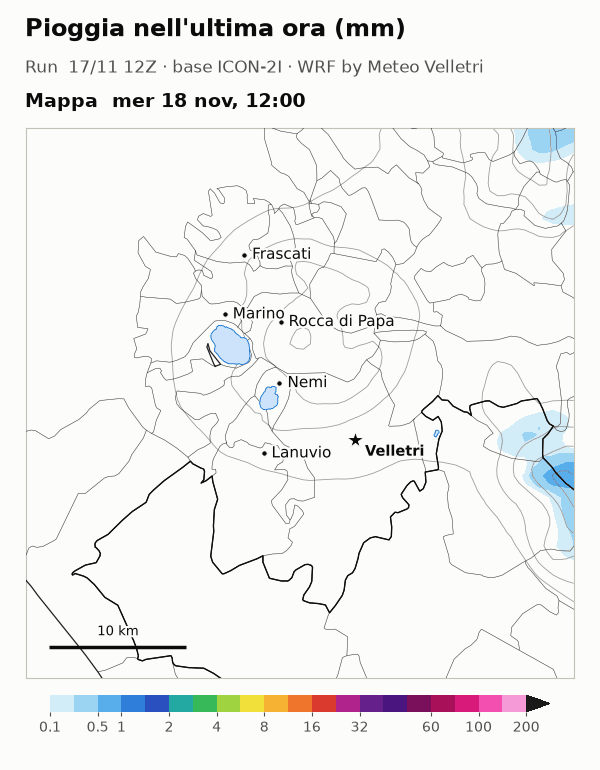 Pioggia nell'ultima ora (mm)
Run  17/11 12Z · base ICON-2I · WRF by Meteo Velletri
Mappa  mer 18 nov, 12:00
Frascati
Marino
Rocca di Papa
Nemi
Velletri
Lanuvio
10 km
0.1 0.5 1 2 4 8 16 32 60 100 200